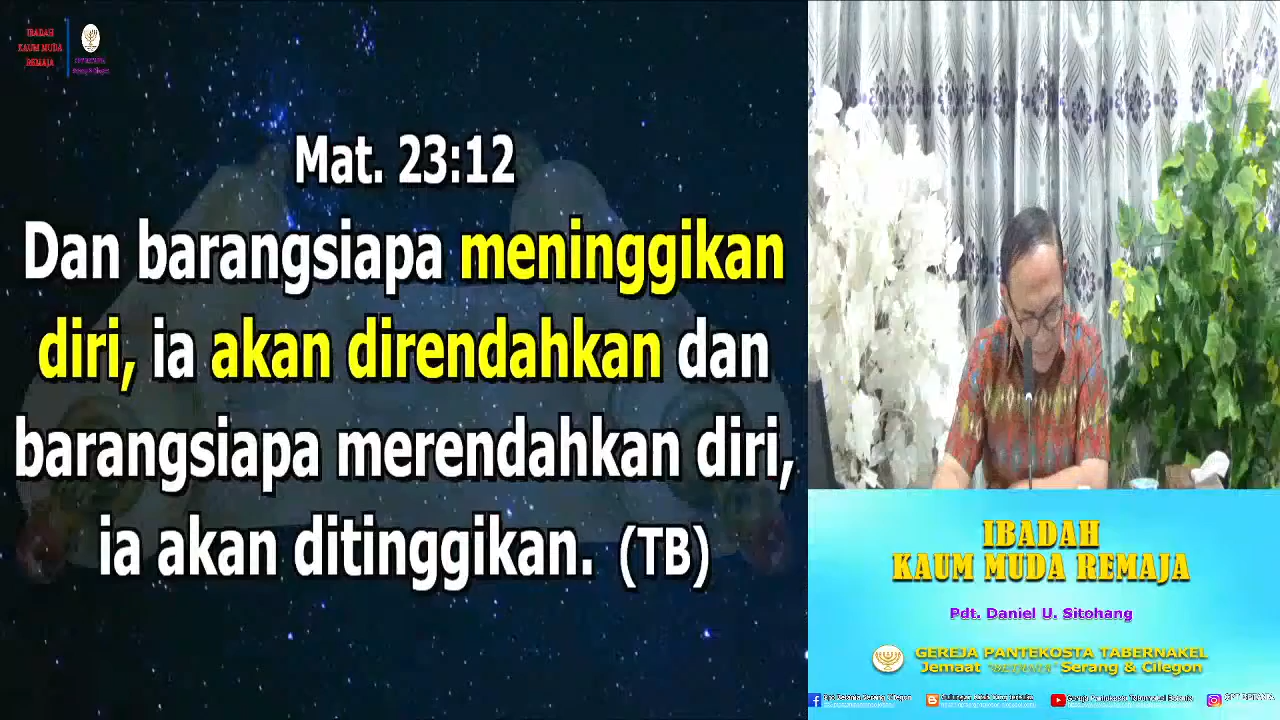 IBADAH
KAUM MUDA
REMAJA
Mat. 23:12
Dan barangsiapa meninggikan
diri, ia akan direndahkan dan
barangsiapa merendahkan diri,
ia akan ditinggikan. (TB)
IBADAH
KAUM MUDA REMAJA
Pdt. Daniel U. Sitohang
GEREJA PANTEKOSTA TABERNAKEL
Jemaat "BETANIA" Serang & Cilegon